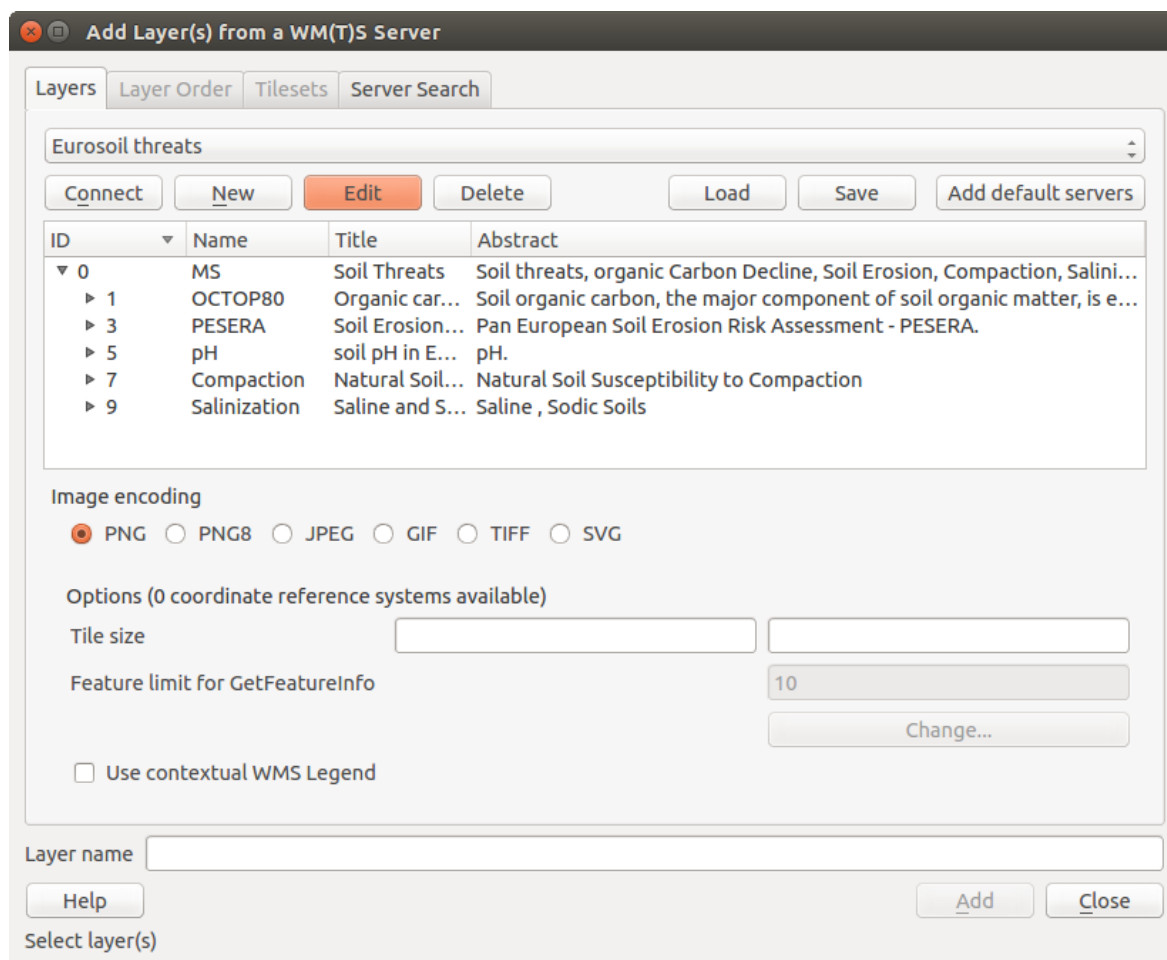 Add Layer(s) from a WM(T)S Server
Layers Layer Order Tilesets Server Search
Eurosoil threats
Connect New Edit Delete Load Save Add default servers
ID Name Title Abstract
0 MS Soil Threats Soil threats, organic Carbon Decline, Soil Erosion, Compaction, Salini...
1 OCTOP80 Organic car... Soil organic carbon, the major component of soil organic matter, is e...
3 PESERA Soil Erosion... Pan European Soil Erosion Risk Assessment - PESERA.
5 pH soil pH in E... pH.
7 Compaction Natural Soil... Natural Soil Susceptibility to Compaction
9 Salinization Saline and S... Saline , Sodic Soils
Image encoding
PNG PNG8 JPEG GIF TIFF SVG
Options (0 coordinate reference systems available)
Tile size
Feature limit for GetFeatureInfo 10
Change...
Use contextual WMS Legend
Layer name
Help Add Close
Select layer(s)